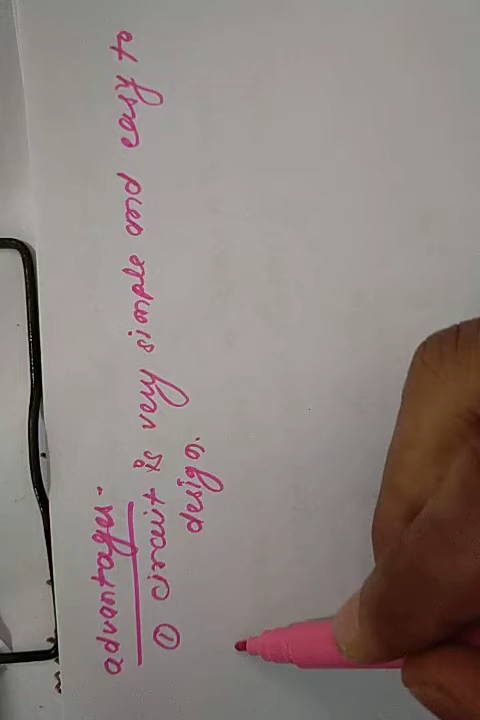 advantages -
① circuit is very simple and easy to
design.